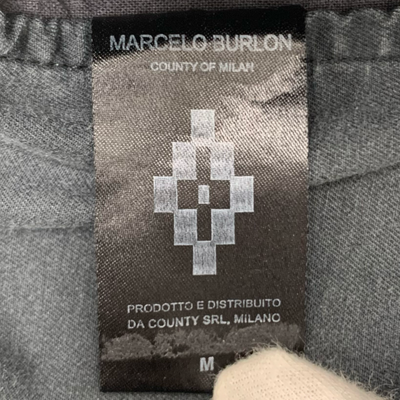 MARCELO BURLON
COUNTY OF MILAN
PRODOTTO E DISTRIBUITO
DA COUNTY SRL, MILANO
M